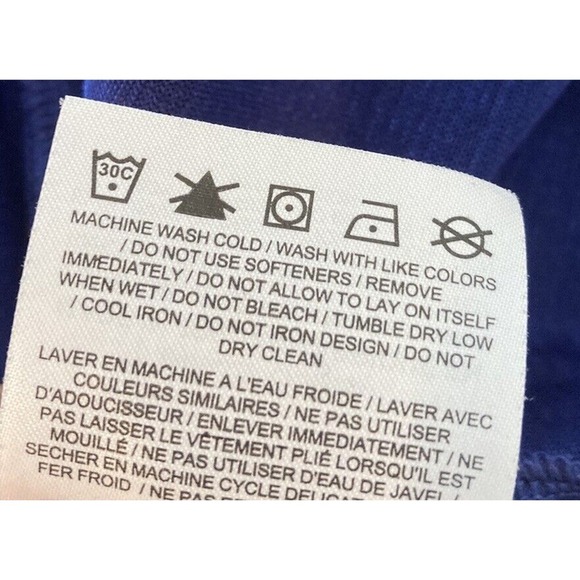 30C
MACHINE WASH COLD / WASH WITH LIKE COLORS
/ DO NOT USE SOFTENERS / REMOVE
IMMEDIATELY / DO NOT ALLOW TO LAY ON ITSELF
WHEN WET / DO NOT BLEACH / TUMBLE DRY LOW
/ COOL IRON / DO NOT IRON DESIGN / DO NOT
DRY CLEAN
LAVER EN MACHINE A L'EAU FROIDE / LAVER AVEC
COULEURS SIMILAIRES / NE PAS UTILISER
D'ADOUCISSEUR / ENLEVER IMMEDIATEMENT / NE
PAS LAISSER LE VÊTEMENT PLIÉ LORSQU'IL EST
MOUILLÉ / NE PAS UTILISER D'EAU DE JAVEL /
SECHER EN MACHINE CYCLE
FER FROID / NE PAS